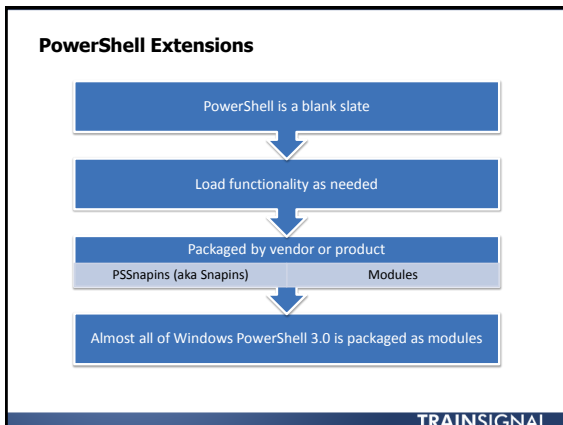 PowerShell Extensions
PowerShell is a blank slate
Load functionality as needed
Packaged by vendor or product
PSSnapins (aka Snapins)
Modules
Almost all of Windows PowerShell 3.0 is packaged as modules
TRAINSIGNAL